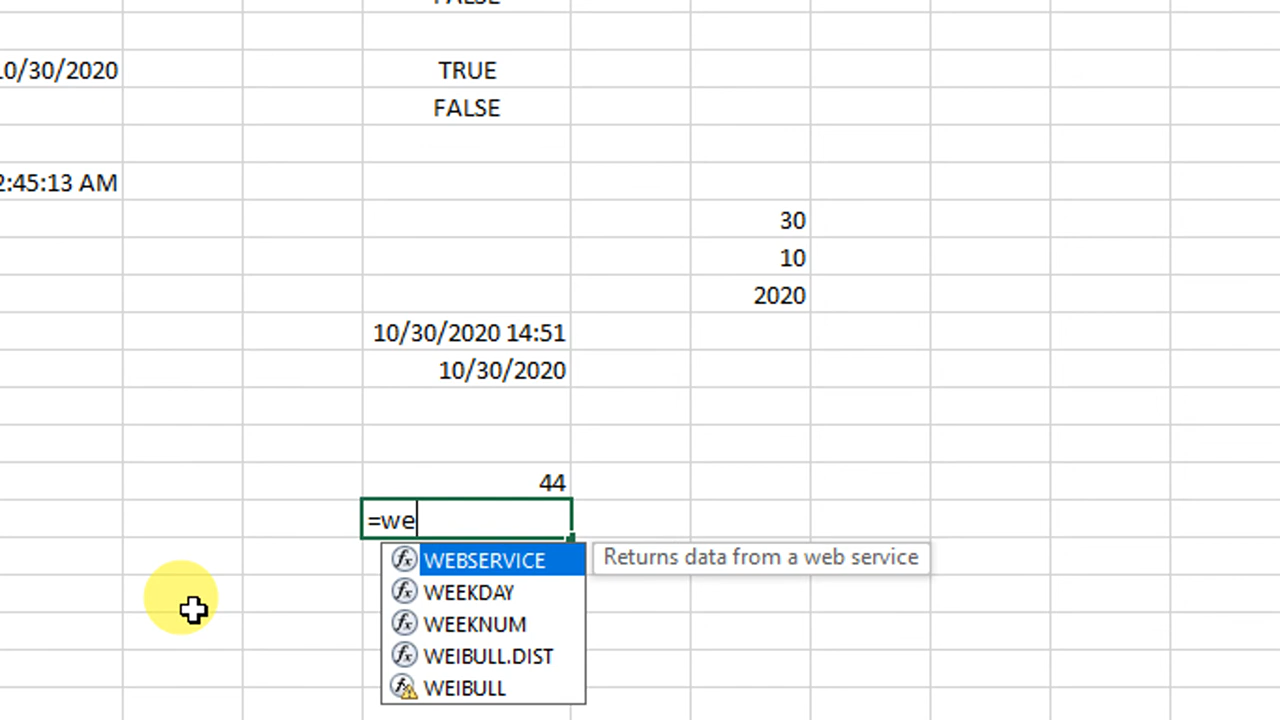 FALSE
10/30/2020 TRUE
FALSE
2:45:13 AM
30
10
2020
10/30/2020 14:51
10/30/2020
44
=we
WEBSERVICE Returns data from a web service
WEEKDAY
WEEKNUM
WEIBULL.DIST
WEIBULL